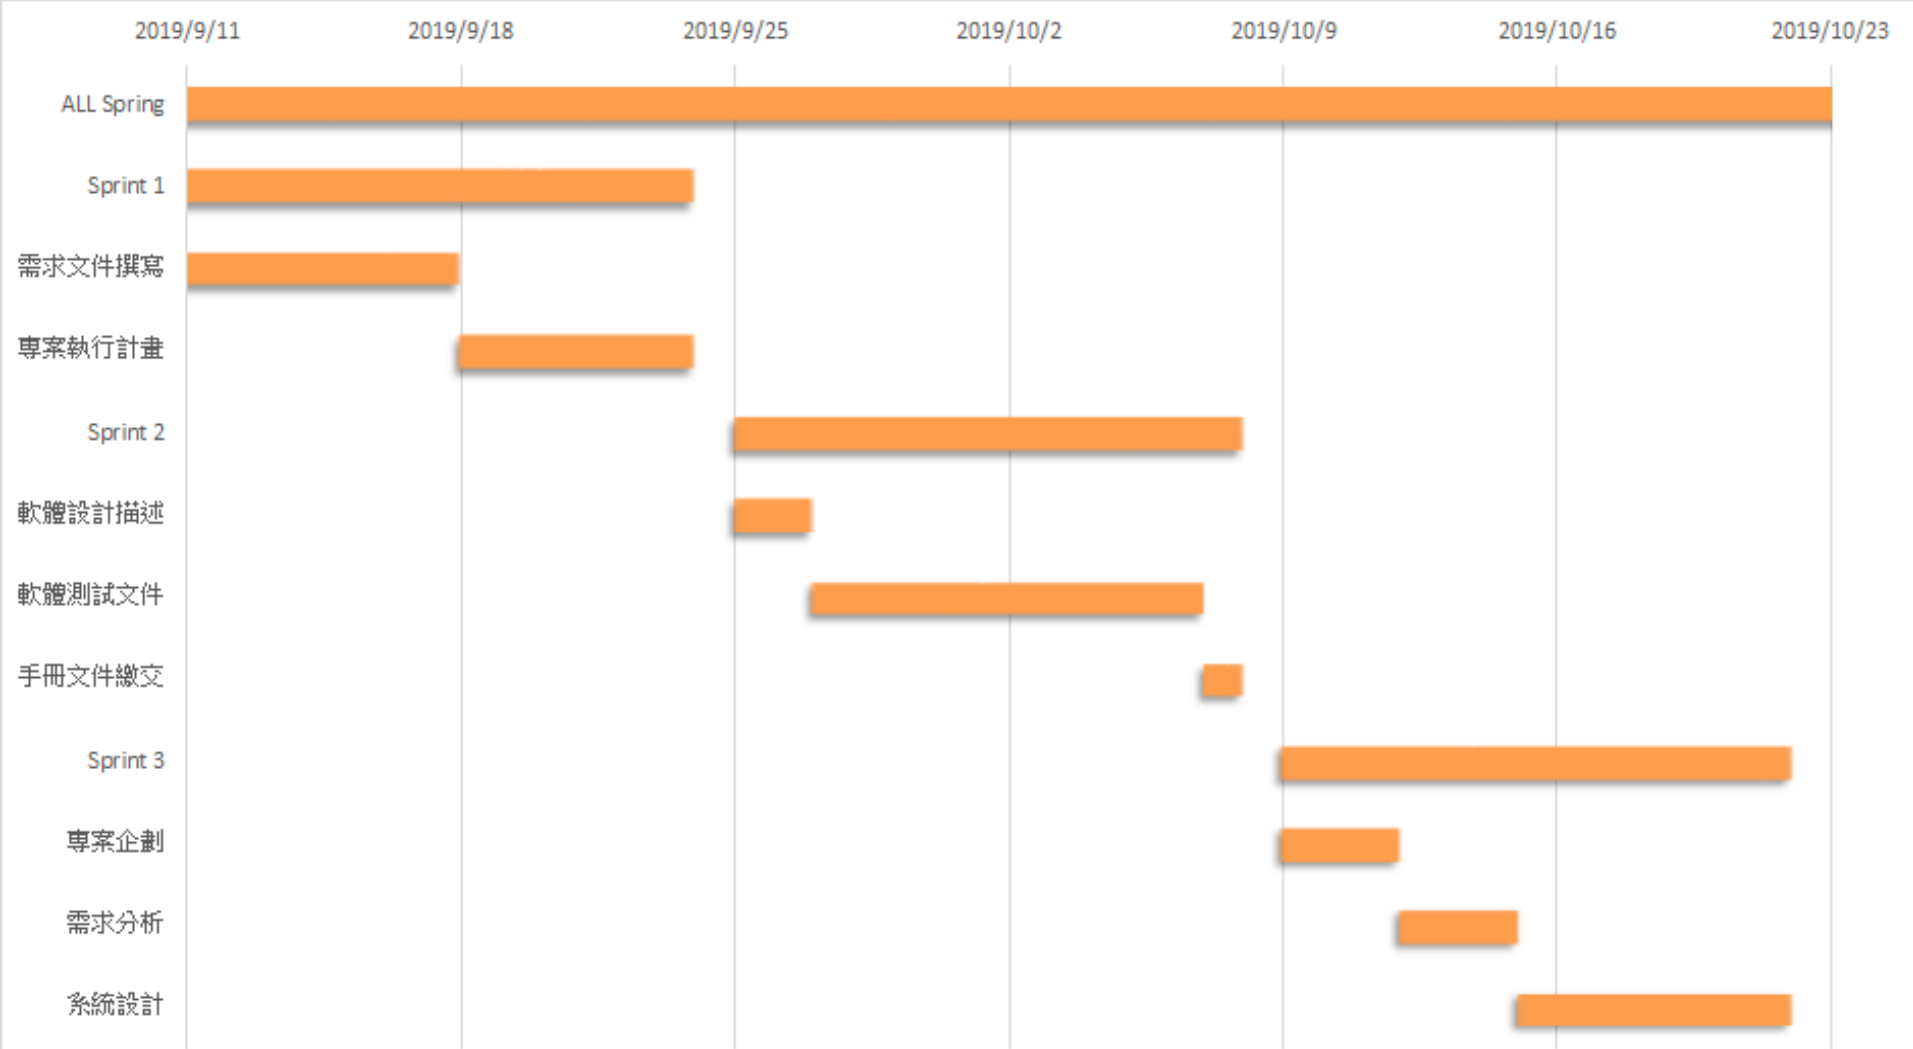 2019/9/11 2019/9/18 2019/9/25 2019/10/2 2019/10/9 2019/10/16 2019/10/23
ALL Spring
Sprint 1
需求文件撰寫
專案執行計畫
Sprint 2
軟體設計描述
軟體測試文件
手冊文件繳交
Sprint 3
專案企劃
需求分析
系統設計